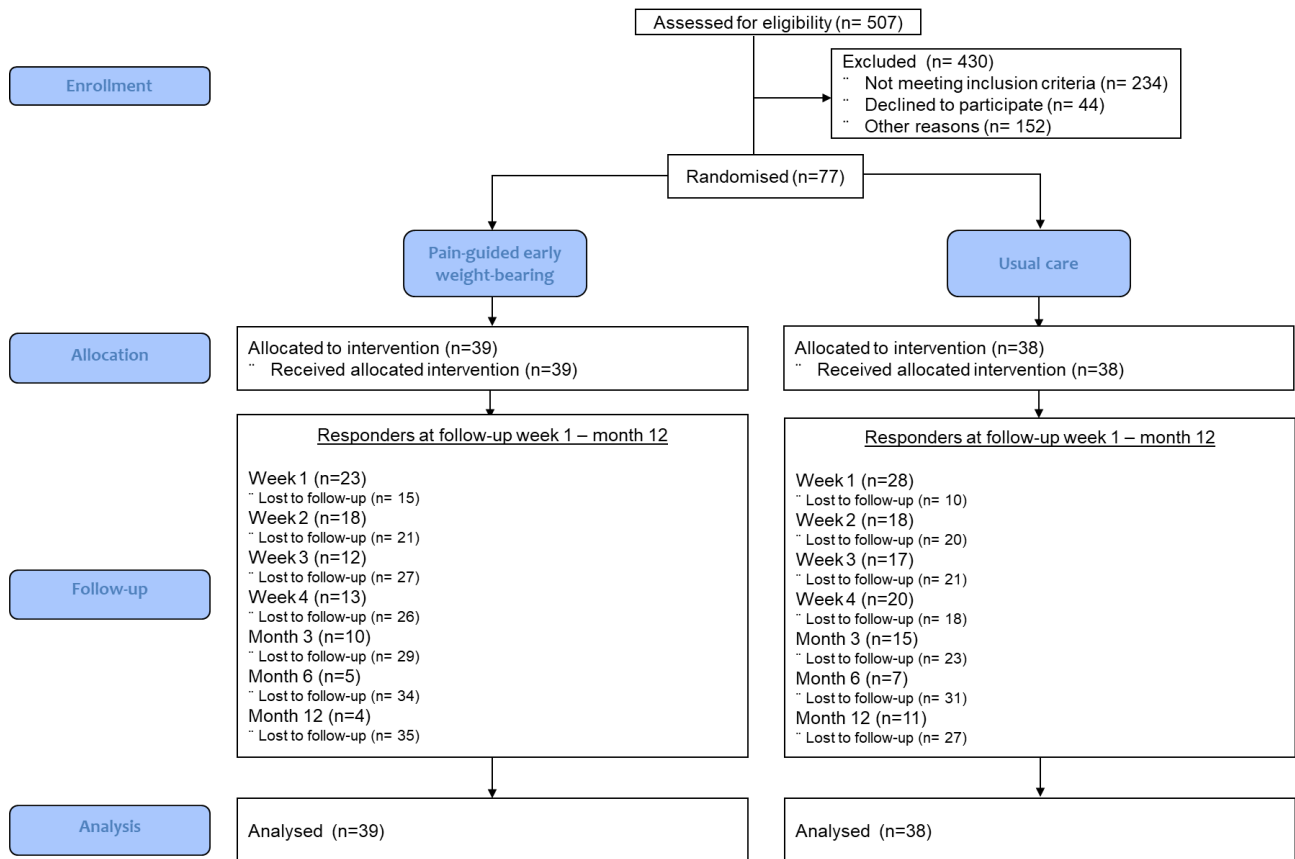 Assessed for eligibility (n= 507)
Enrollment
Excluded (n= 430)
¨ Not meeting inclusion criteria (n= 234)
¨ Declined to participate (n= 44)
¨ Other reasons (n= 152)
Randomised (n=77)
Pain-guided early
weight-bearing
Usual care
Allocation
Allocated to intervention (n=39)
¨ Received allocated intervention (n=39)
Allocated to intervention (n=38)
¨ Received allocated intervention (n=38)
Follow-up
Responders at follow-up week 1 – month 12
Week 1 (n=23)
¨ Lost to follow-up (n= 15)
Week 2 (n=18)
¨ Lost to follow-up (n= 21)
Week 3 (n=12)
¨ Lost to follow-up (n= 27)
Week 4 (n=13)
¨ Lost to follow-up (n= 26)
Month 3 (n=10)
¨ Lost to follow-up (n= 29)
Month 6 (n=5)
¨ Lost to follow-up (n= 34)
Month 12 (n=4)
¨ Lost to follow-up (n= 35)
Responders at follow-up week 1 – month 12
Week 1 (n=28)
¨ Lost to follow-up (n= 10)
Week 2 (n=18)
¨ Lost to follow-up (n= 20)
Week 3 (n=17)
¨ Lost to follow-up (n= 21)
Week 4 (n=20)
¨ Lost to follow-up (n= 18)
Month 3 (n=15)
¨ Lost to follow-up (n= 23)
Month 6 (n=7)
¨ Lost to follow-up (n= 31)
Month 12 (n=11)
¨ Lost to follow-up (n= 27)
Analysis
Analysed (n=39)
Analysed (n=38)